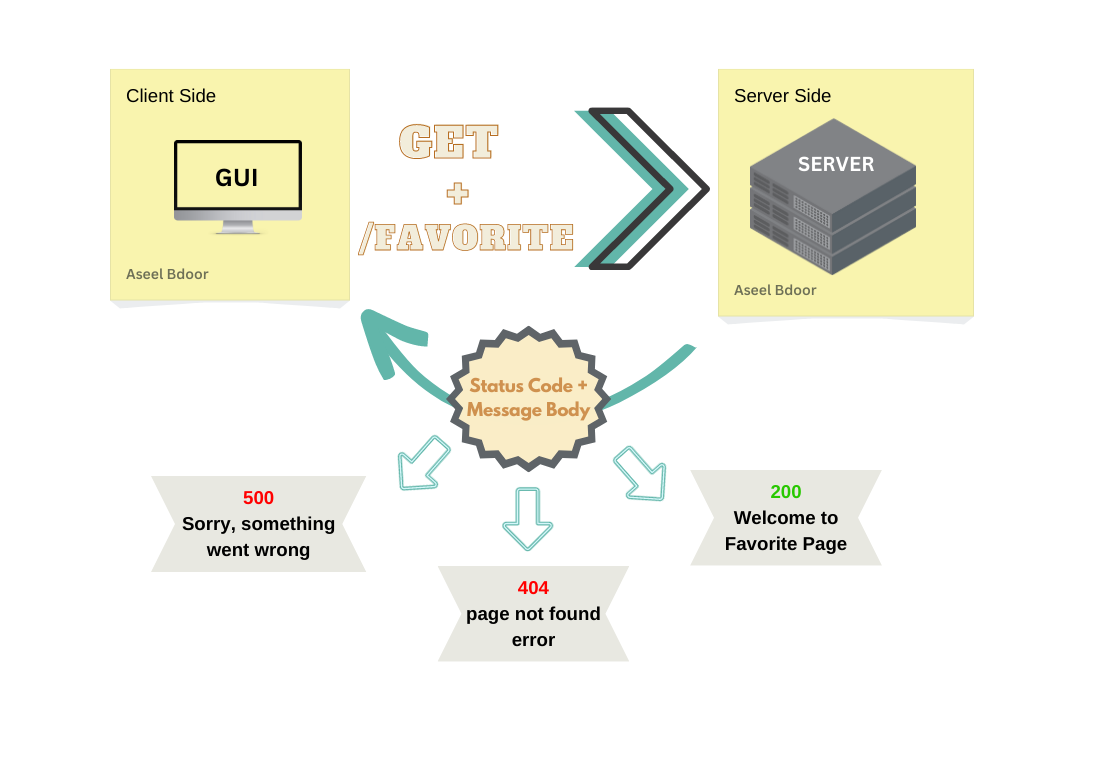 Client Side
GUI
Aseel Bdoor
GET
+
/FAVORITE
Server Side
SERVER
Aseel Bdoor
Status Code +
Message Body
500
Sorry, something
went wrong
404
page not found
error
200
Welcome to
Favorite Page